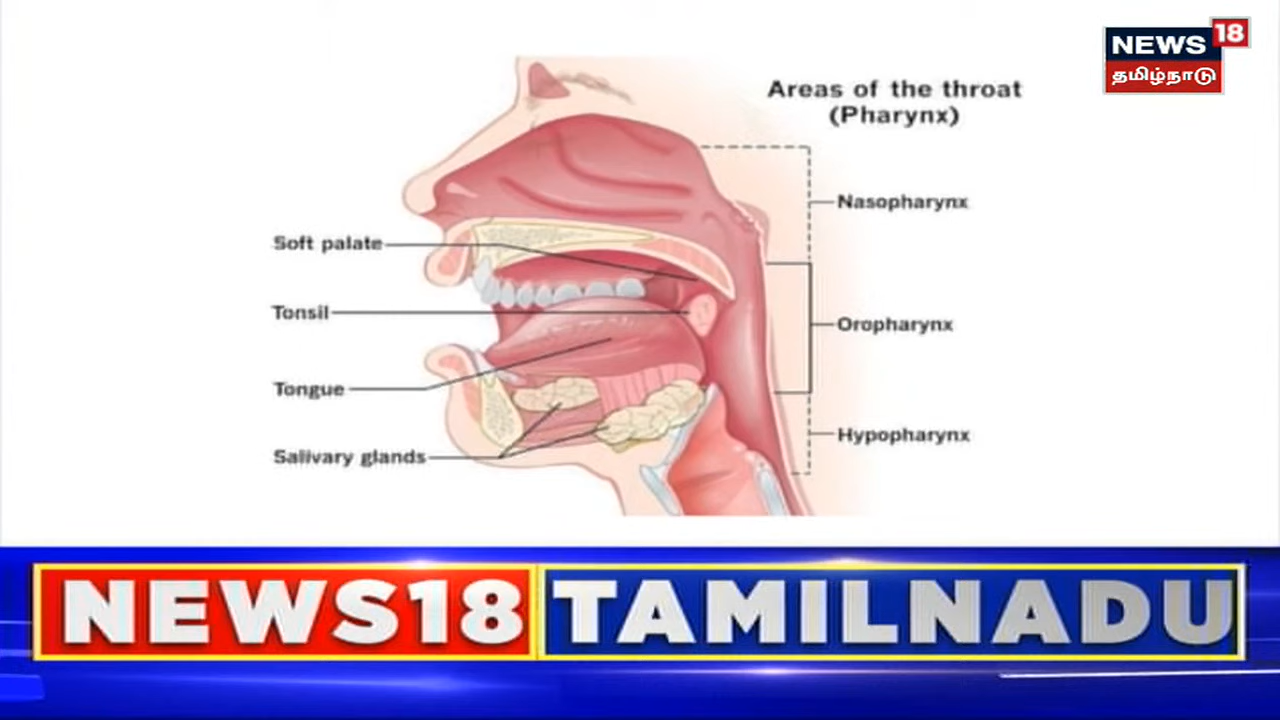 NEWS 18
தமிழ்நாடு
Areas of the throat
(Pharynx)
Nasopharynx
Soft palate
Tonsil
Oropharynx
Tongue
Hypopharynx
Salivary glands
NEWS18 TAMILNADU